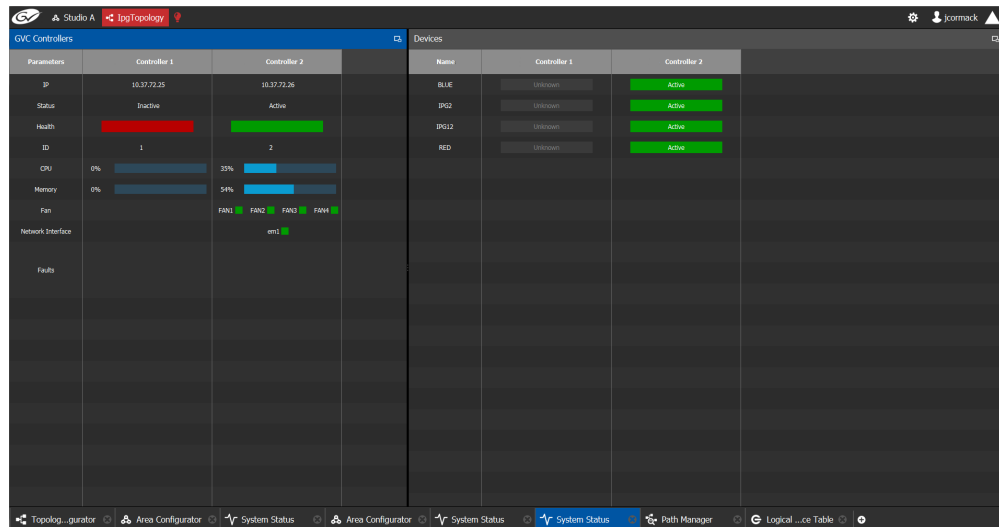 GV Studio A IpgTopology jcormack
GVC Controllers
Parameters Controller 1 Controller 2
IP 10.37.72.25 10.37.72.26
Status Inactive Active
Health
ID 1 2
CPU 0% 35%
Memory 0% 54%
Fan FAN1 FAN2 FAN3 FAN4
Network Interface em1
Faults
Devices
Name Controller 1 Controller 2
BLUE Unknown Active
IPG2 Unknown Active
IPG12 Unknown Active
RED Unknown Active
Topolog...gurator Area Configurator System Status Area Configurator System Status System Status Path Manager Logical ...ce Table